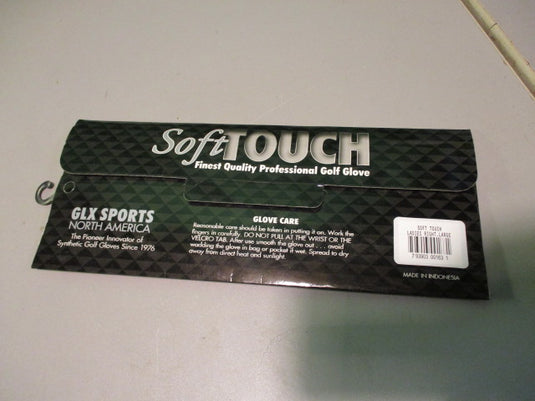 SoftTOUCH
Finest Quality Professional Golf Glove
GLX SPORTS
NORTH AMERICA
The Pioneer Innovator of
Synthetic Golf Gloves Since 1976
GLOVE CARE
Reasonable care should be taken in putting it on. Work the
fingers in carefully. DO NOT PULL AT THE WRIST OR THE
VELCRO TAB. After use smooth the glove out . . . avoid
wadding the glove in bag or pocket if wet. Spread to dry
away from direct heat and sunlight.
SOFT TOUCH
LADIES RIGHT-LARGE
MADE IN INDONESIA